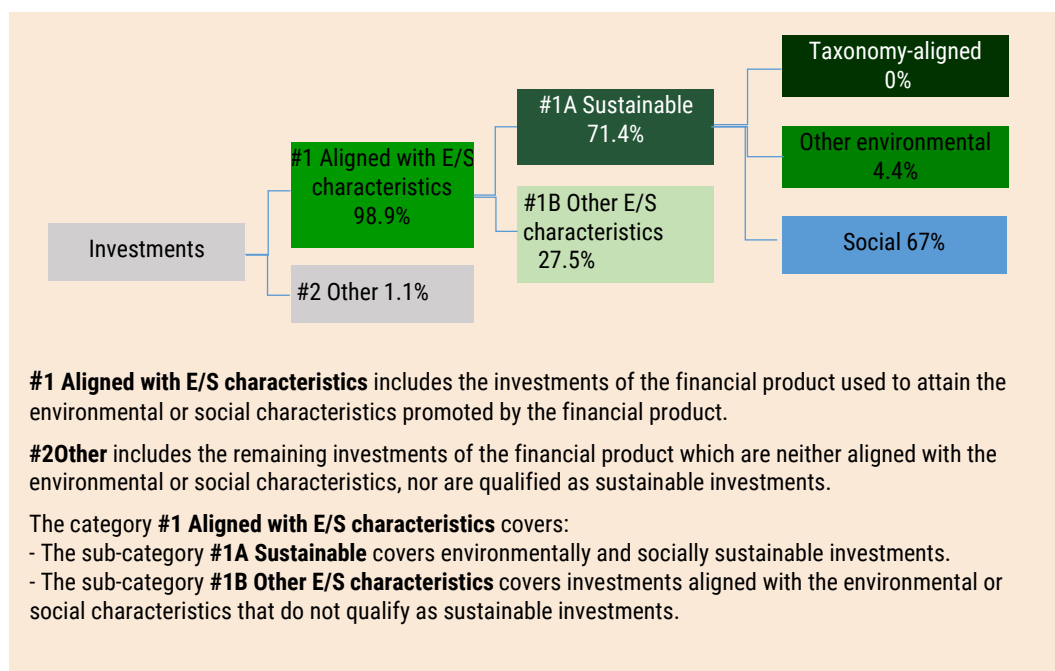 Taxonomy-aligned
0%
#1A Sustainable
71.4%
Other environmental
4.4%
#1 Aligned with E/S
characteristics
98.9%
#1B Other E/S
characteristics
27.5%
Social 67%
Investments
#2 Other 1.1%
#1 Aligned with E/S characteristics includes the investments of the financial product used to attain the
environmental or social characteristics promoted by the financial product.
#2Other includes the remaining investments of the financial product which are neither aligned with the
environmental or social characteristics, nor are qualified as sustainable investments.
The category #1 Aligned with E/S characteristics covers:
- The sub-category #1A Sustainable covers environmentally and socially sustainable investments.
- The sub-category #1B Other E/S characteristics covers investments aligned with the environmental or
social characteristics that do not qualify as sustainable investments.